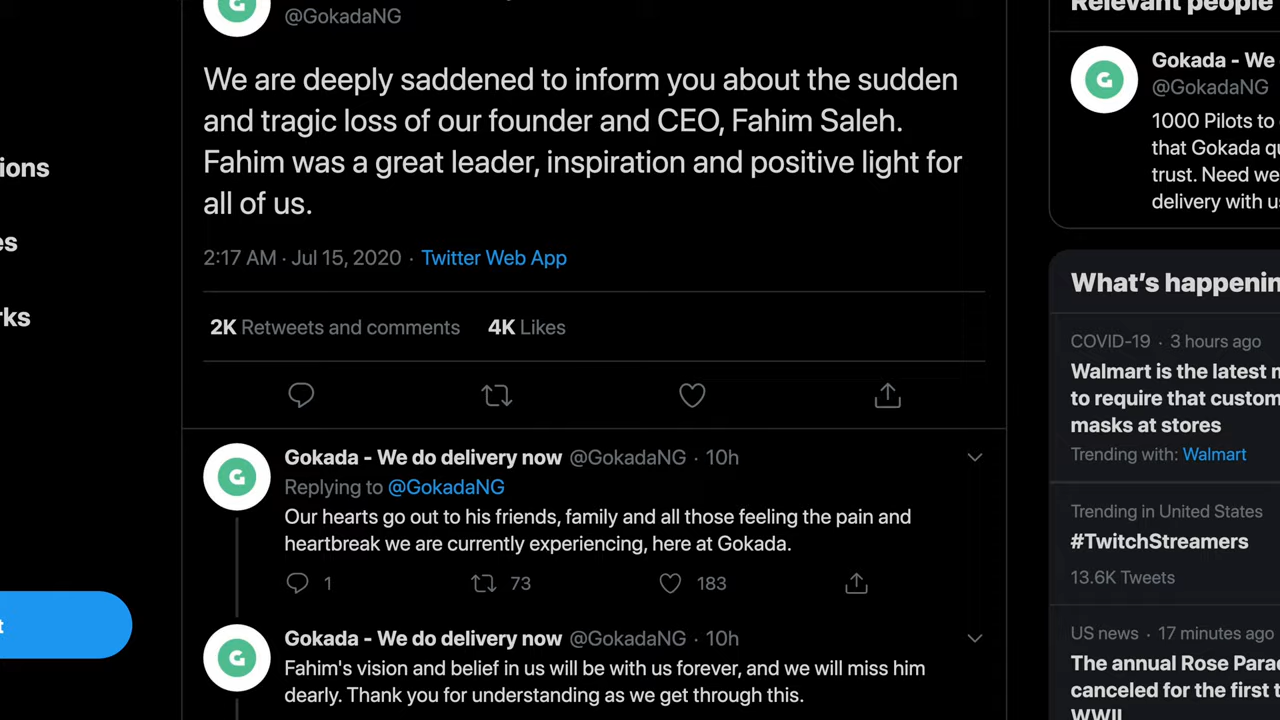 @GokadaNG
We are deeply saddened to inform you about the sudden
and tragic loss of our founder and CEO, Fahim Saleh.
Fahim was a great leader, inspiration and positive light for
all of us.
2:17 AM · Jul 15, 2020 · Twitter Web App
2K Retweets and comments 4K Likes
Gokada - We do delivery now @GokadaNG · 10h
Replying to @GokadaNG
Our hearts go out to his friends, family and all those feeling the pain and
heartbreak we are currently experiencing, here at Gokada.
1 73 183
Gokada - We do delivery now @GokadaNG · 10h
Fahim's vision and belief in us will be with us forever, and we will miss him
dearly. Thank you for understanding as we get through this.
ions
es
rks
t
Relevant people
Gokada - We
@GokadaNG
1000 Pilots to
that Gokada qu
trust. Need we
delivery with us
What's happenin
COVID-19 · 3 hours ago
Walmart is the latest
to require that custom
masks at stores
Trending with: Walmart
Trending in United States
#TwitchStreamers
13.6K Tweets
US news · 17 minutes ago
The annual Rose Para
canceled for the first t
WWII